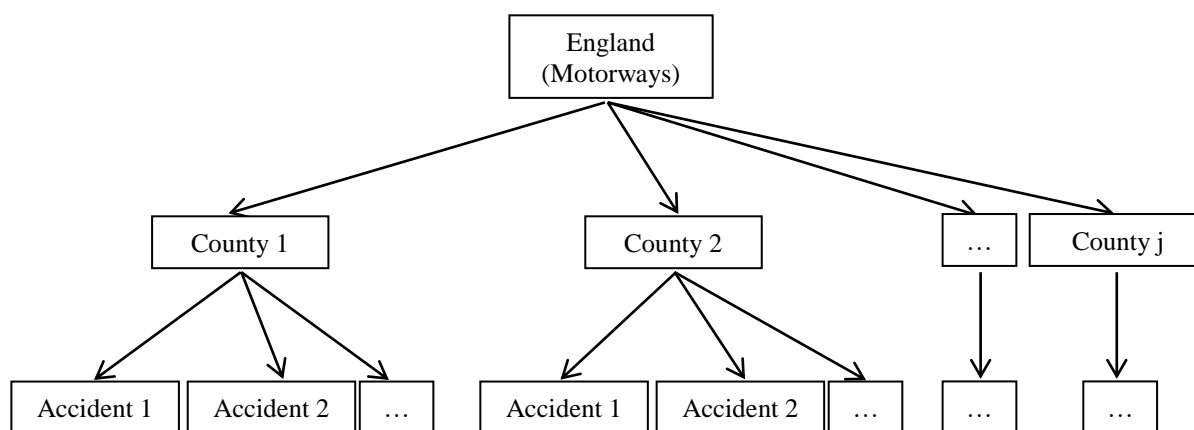 England
(Motorways)
County 1
County 2
…
County j
Accident 1
Accident 2
…
Accident 1
Accident 2
…
…
…